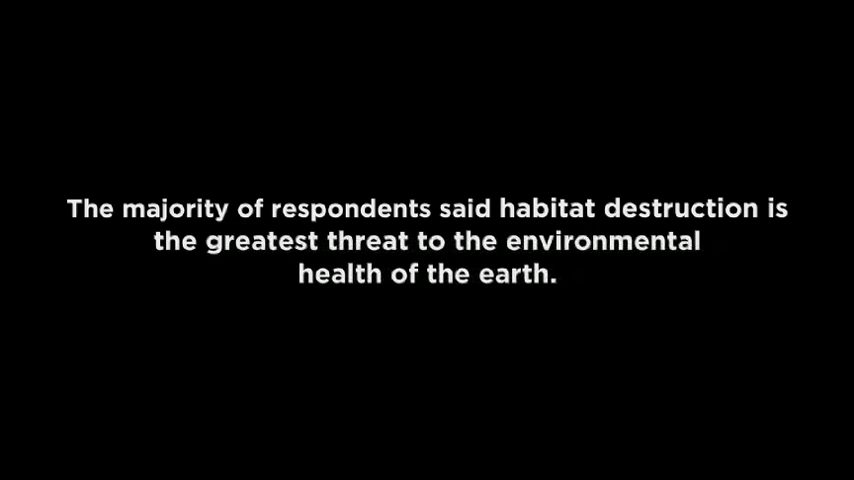 The majority of respondents said habitat destruction is
the greatest threat to the environmental
health of the earth.